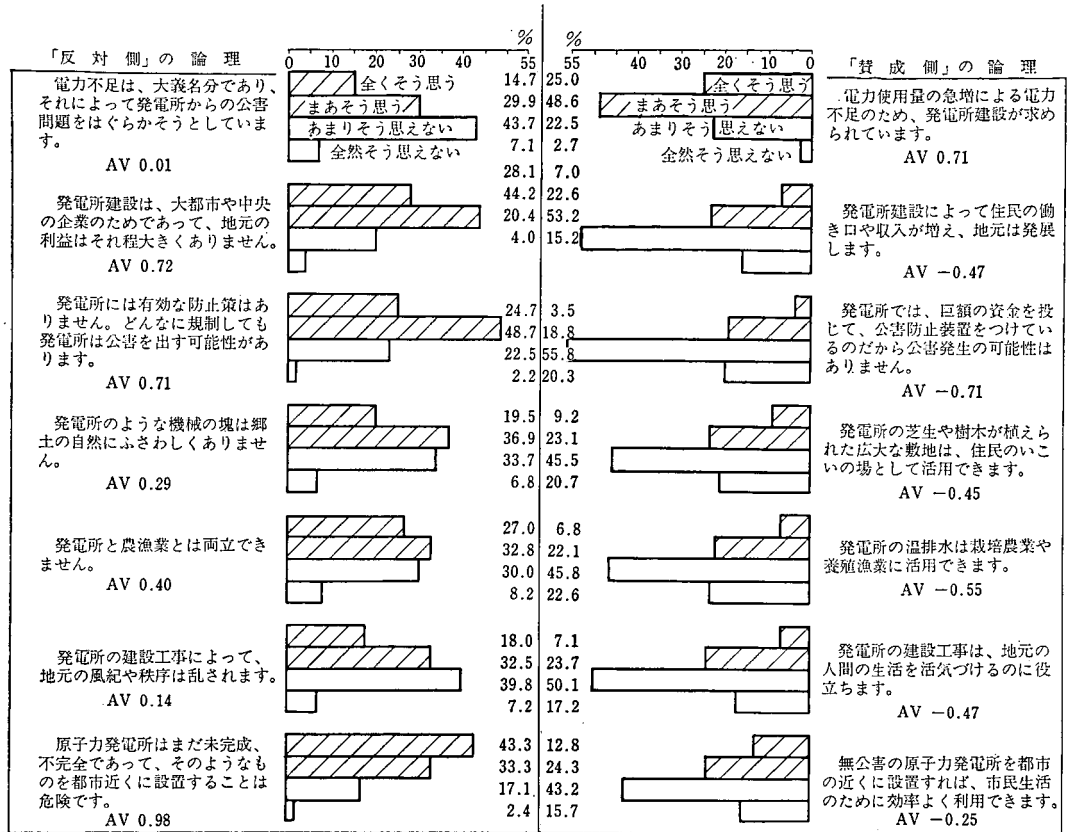 「反対側」の論理
% %
0 10 20 30 40 55 55 40 30 20 10 0
「賛成側」の論理
電力不足は、大義名分であり、
それによって発電所からの公害
問題をはぐらかそうとしていま
す。
AV 0.01
全くそう思う
まあそう思う
あまりそう思えない
全然そう思えない
14.7 25.0
29.9 48.6
43.7 22.5
7.1 2.7
全くそう思う
まあそう思う
あまりそう思えない
全然そう思えない
電力使用量の急増による電力
不足のため、発電所建設が求め
られています。
AV 0.71
発電所建設は、大都市や中央
の企業のためであって、地元の
利益はそれ程大きくありません。
AV 0.72
28.1 7.0
44.2 22.6
20.4 53.2
4.0 15.2
発電所建設によって住民の働
き口や収入が増え、地元は発展
します。
AV −0.47
発電所には有効な防止策はあ
りません。どんなに規制しても
発電所は公害を出す可能性があ
ります。
AV 0.71
24.7 3.5
48.7 18.8
22.5 55.8
2.2 20.3
発電所では、巨額の資金を投
じて、公害防止装置をつけてい
るのだから公害発生の可能性は
ありません。
AV −0.71
発電所のような機械の塊は郷
土の自然にふさわしくありませ
ん。
AV 0.29
19.5 9.2
36.9 23.1
33.7 45.5
6.8 20.7
発電所の芝生や樹木が植えら
れた広大な敷地は、住民のいこ
いの場として活用できます。
AV −0.45
発電所と農漁業とは両立でき
ません。
AV 0.40
27.0 6.8
32.8 22.1
30.0 45.8
8.2 22.6
発電所の温排水は栽培農業や
養殖漁業に活用できます。
AV −0.55
発電所の建設工事によって、
地元の風紀や秩序は乱されます。
AV 0.14
18.0 7.1
32.5 23.7
39.8 50.1
7.2 17.2
発電所の建設工事は、地元の
人間の生活を活気づけるのに役
立ちます。
AV −0.47
原子力発電所はまだ未完成、
不完全であって、そのようなも
のを都市近くに設置することは
危険です。
AV 0.98
43.3 12.8
33.3 24.3
17.1 43.2
2.4 15.7
無公害の原子力発電所を都市
の近くに設置すれば、市民生活
のために効率よく利用できます。
AV −0.25